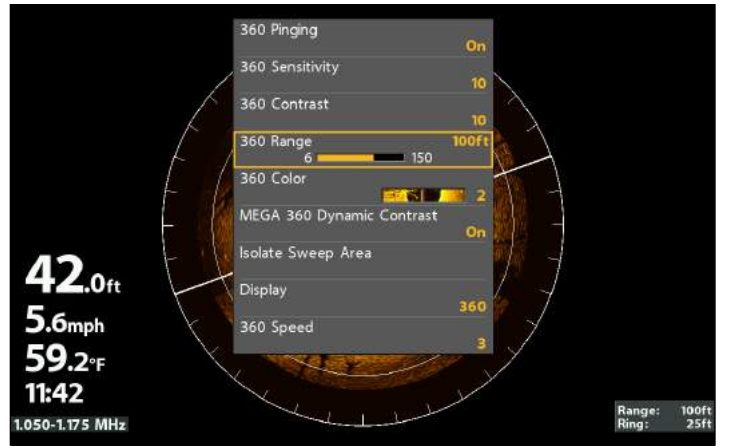 360 Pinging
On
360 Sensitivity
10
360 Contrast
10
360 Range 100ft
6 150
360 Color
2
MEGA 360 Dynamic Contrast
On
Isolate Sweep Area
Display
360
360 Speed
3
42.0ft
5.6mph
59.2°F
11:42
1.050-1.175 MHz
Range: 100ft
Ring: 25ft